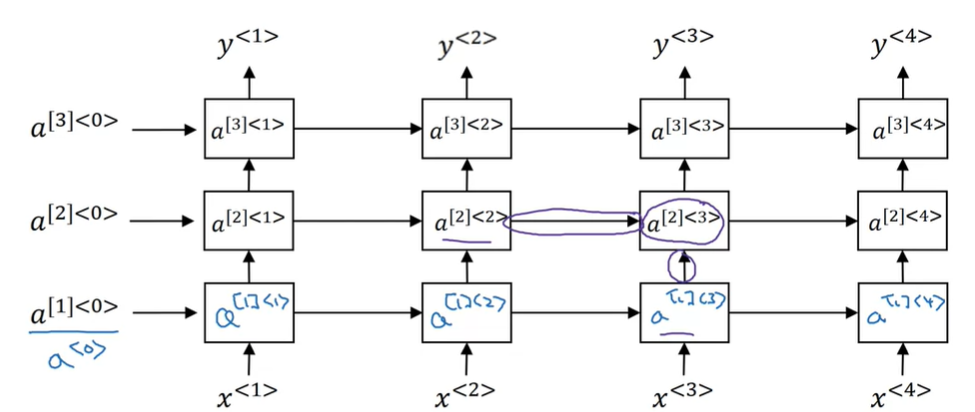 y<1> y<2> y<3> y<4>
a[3]<0> a[3]<1> a[3]<2> a[3]<3> a[3]<4>
a[2]<0> a[2]<1> a[2]<2> a[2]<3> a[2]<4>
a[1]<0> a[1]<1> a[1]<2> a[1]<3> a[1]<4>
a<0>
x<1> x<2> x<3> x<4>